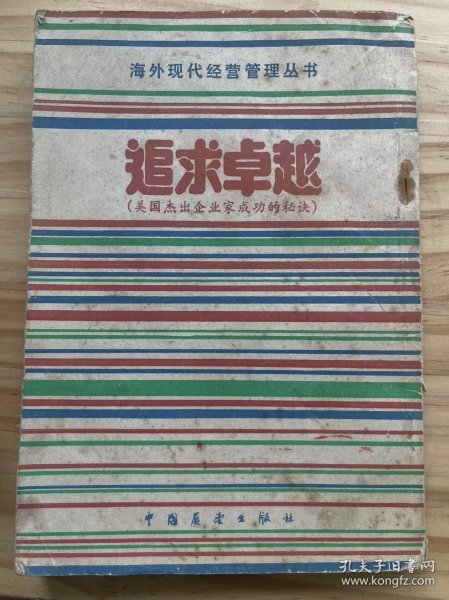 海外现代经营管理丛书
追求卓越
(美国杰出企业家成功的秘诀)
中国展望出版社
孔夫子旧书网
www.kongfz.com